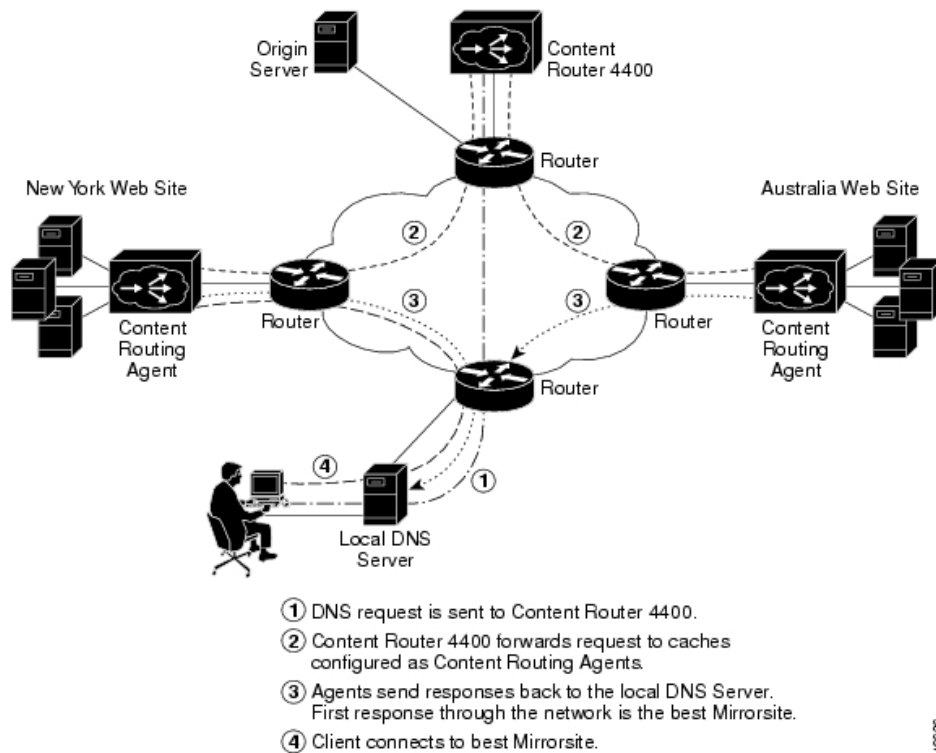 Origin
Server
Content
Router 4400
Router
New York Web Site
Australia Web Site
2
2
3
3
Router
Router
Content
Routing
Agent
Content
Routing
Agent
Router
4
1
Local DNS
Server
1 DNS request is sent to Content Router 4400.
2 Content Router 4400 forwards request to caches
configured as Content Routing Agents.
3 Agents send responses back to the local DNS Server.
First response through the network is the best Mirrorsite.
4 Client connects to best Mirrorsite.